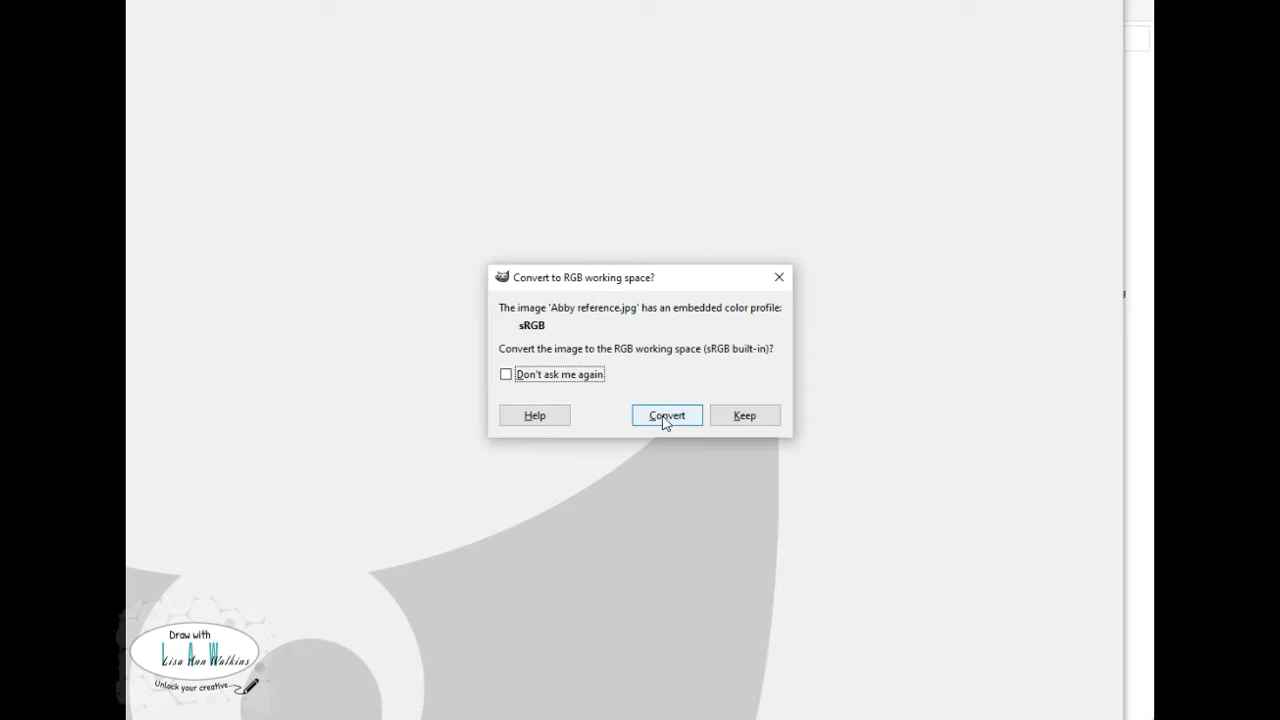 Convert to RGB working space?
The image 'Abby reference.jpg' has an embedded color profile:
sRGB
Convert the image to the RGB working space (sRGB built-in)?
Don't ask me again
Help
Convert
Keep
Draw with
Lisa Ann Watkins
Unlock your creative...